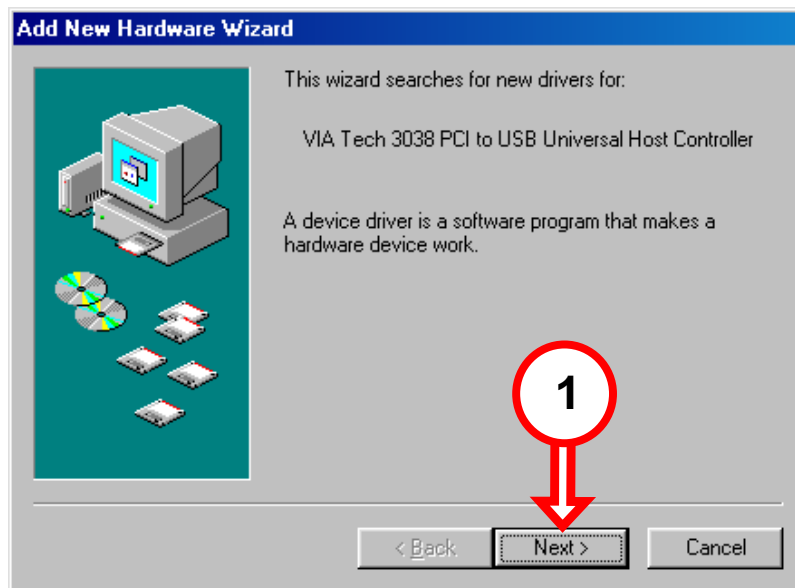 Add New Hardware Wizard
This wizard searches for new drivers for:
VIA Tech 3038 PCI to USB Universal Host Controller
A device driver is a software program that makes a
hardware device work.
1
< Back
Next >
Cancel